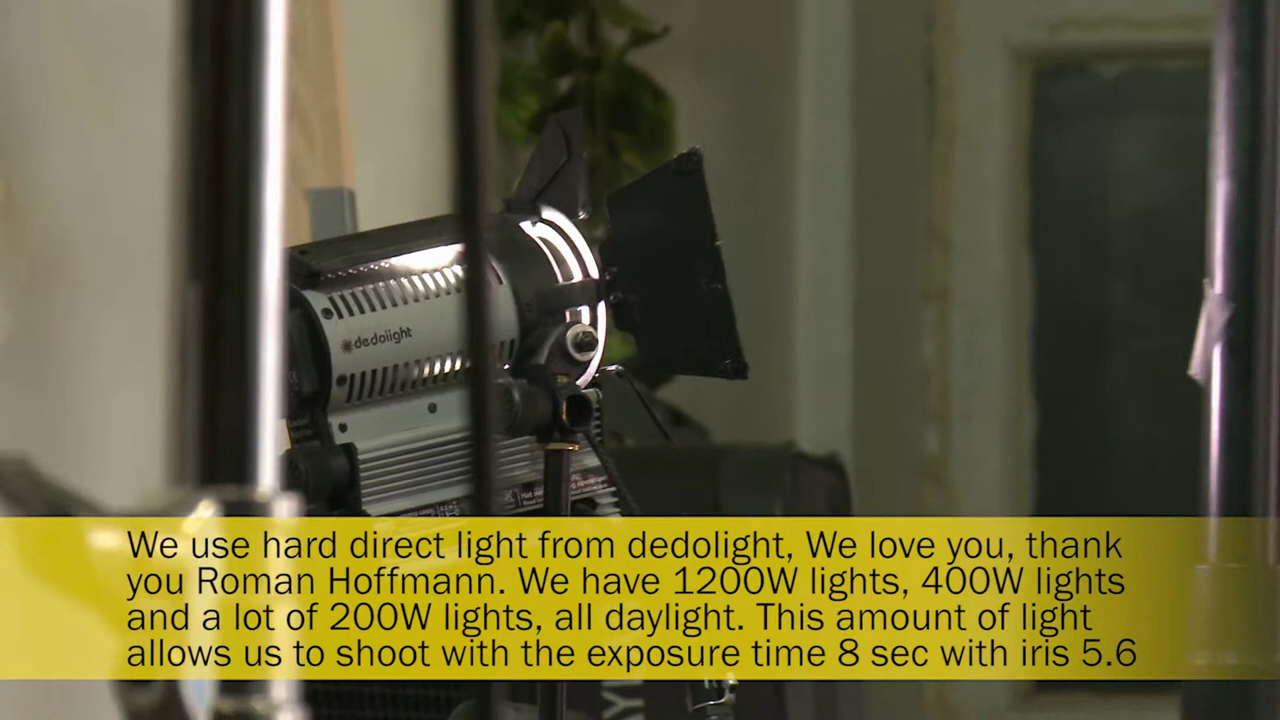 dedolight
We use hard direct light from dedolight, We love you, thank
you Roman Hoffmann. We have 1200W lights, 400W lights
and a lot of 200W lights, all daylight. This amount of light
allows us to shoot with the exposure time 8 sec with iris 5.6